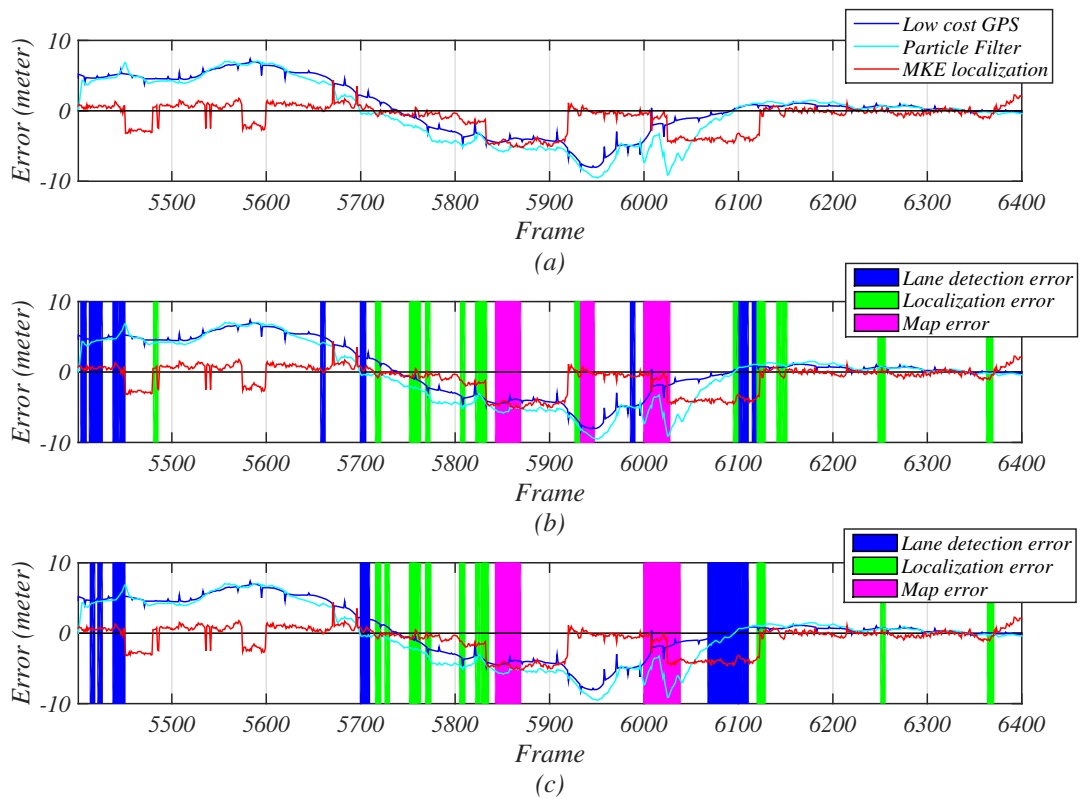 Low cost GPS
Particle Filter
MKE localization
Error (meter)
10
0
-10
5500 5600 5700 5800 5900 6000 6100 6200 6300 6400
Frame
(a)
Lane detection error
Localization error
Map error
Error (meter)
10
0
-10
5500 5600 5700 5800 5900 6000 6100 6200 6300 6400
Frame
(b)
Lane detection error
Localization error
Map error
Error (meter)
10
0
-10
5500 5600 5700 5800 5900 6000 6100 6200 6300 6400
Frame
(c)